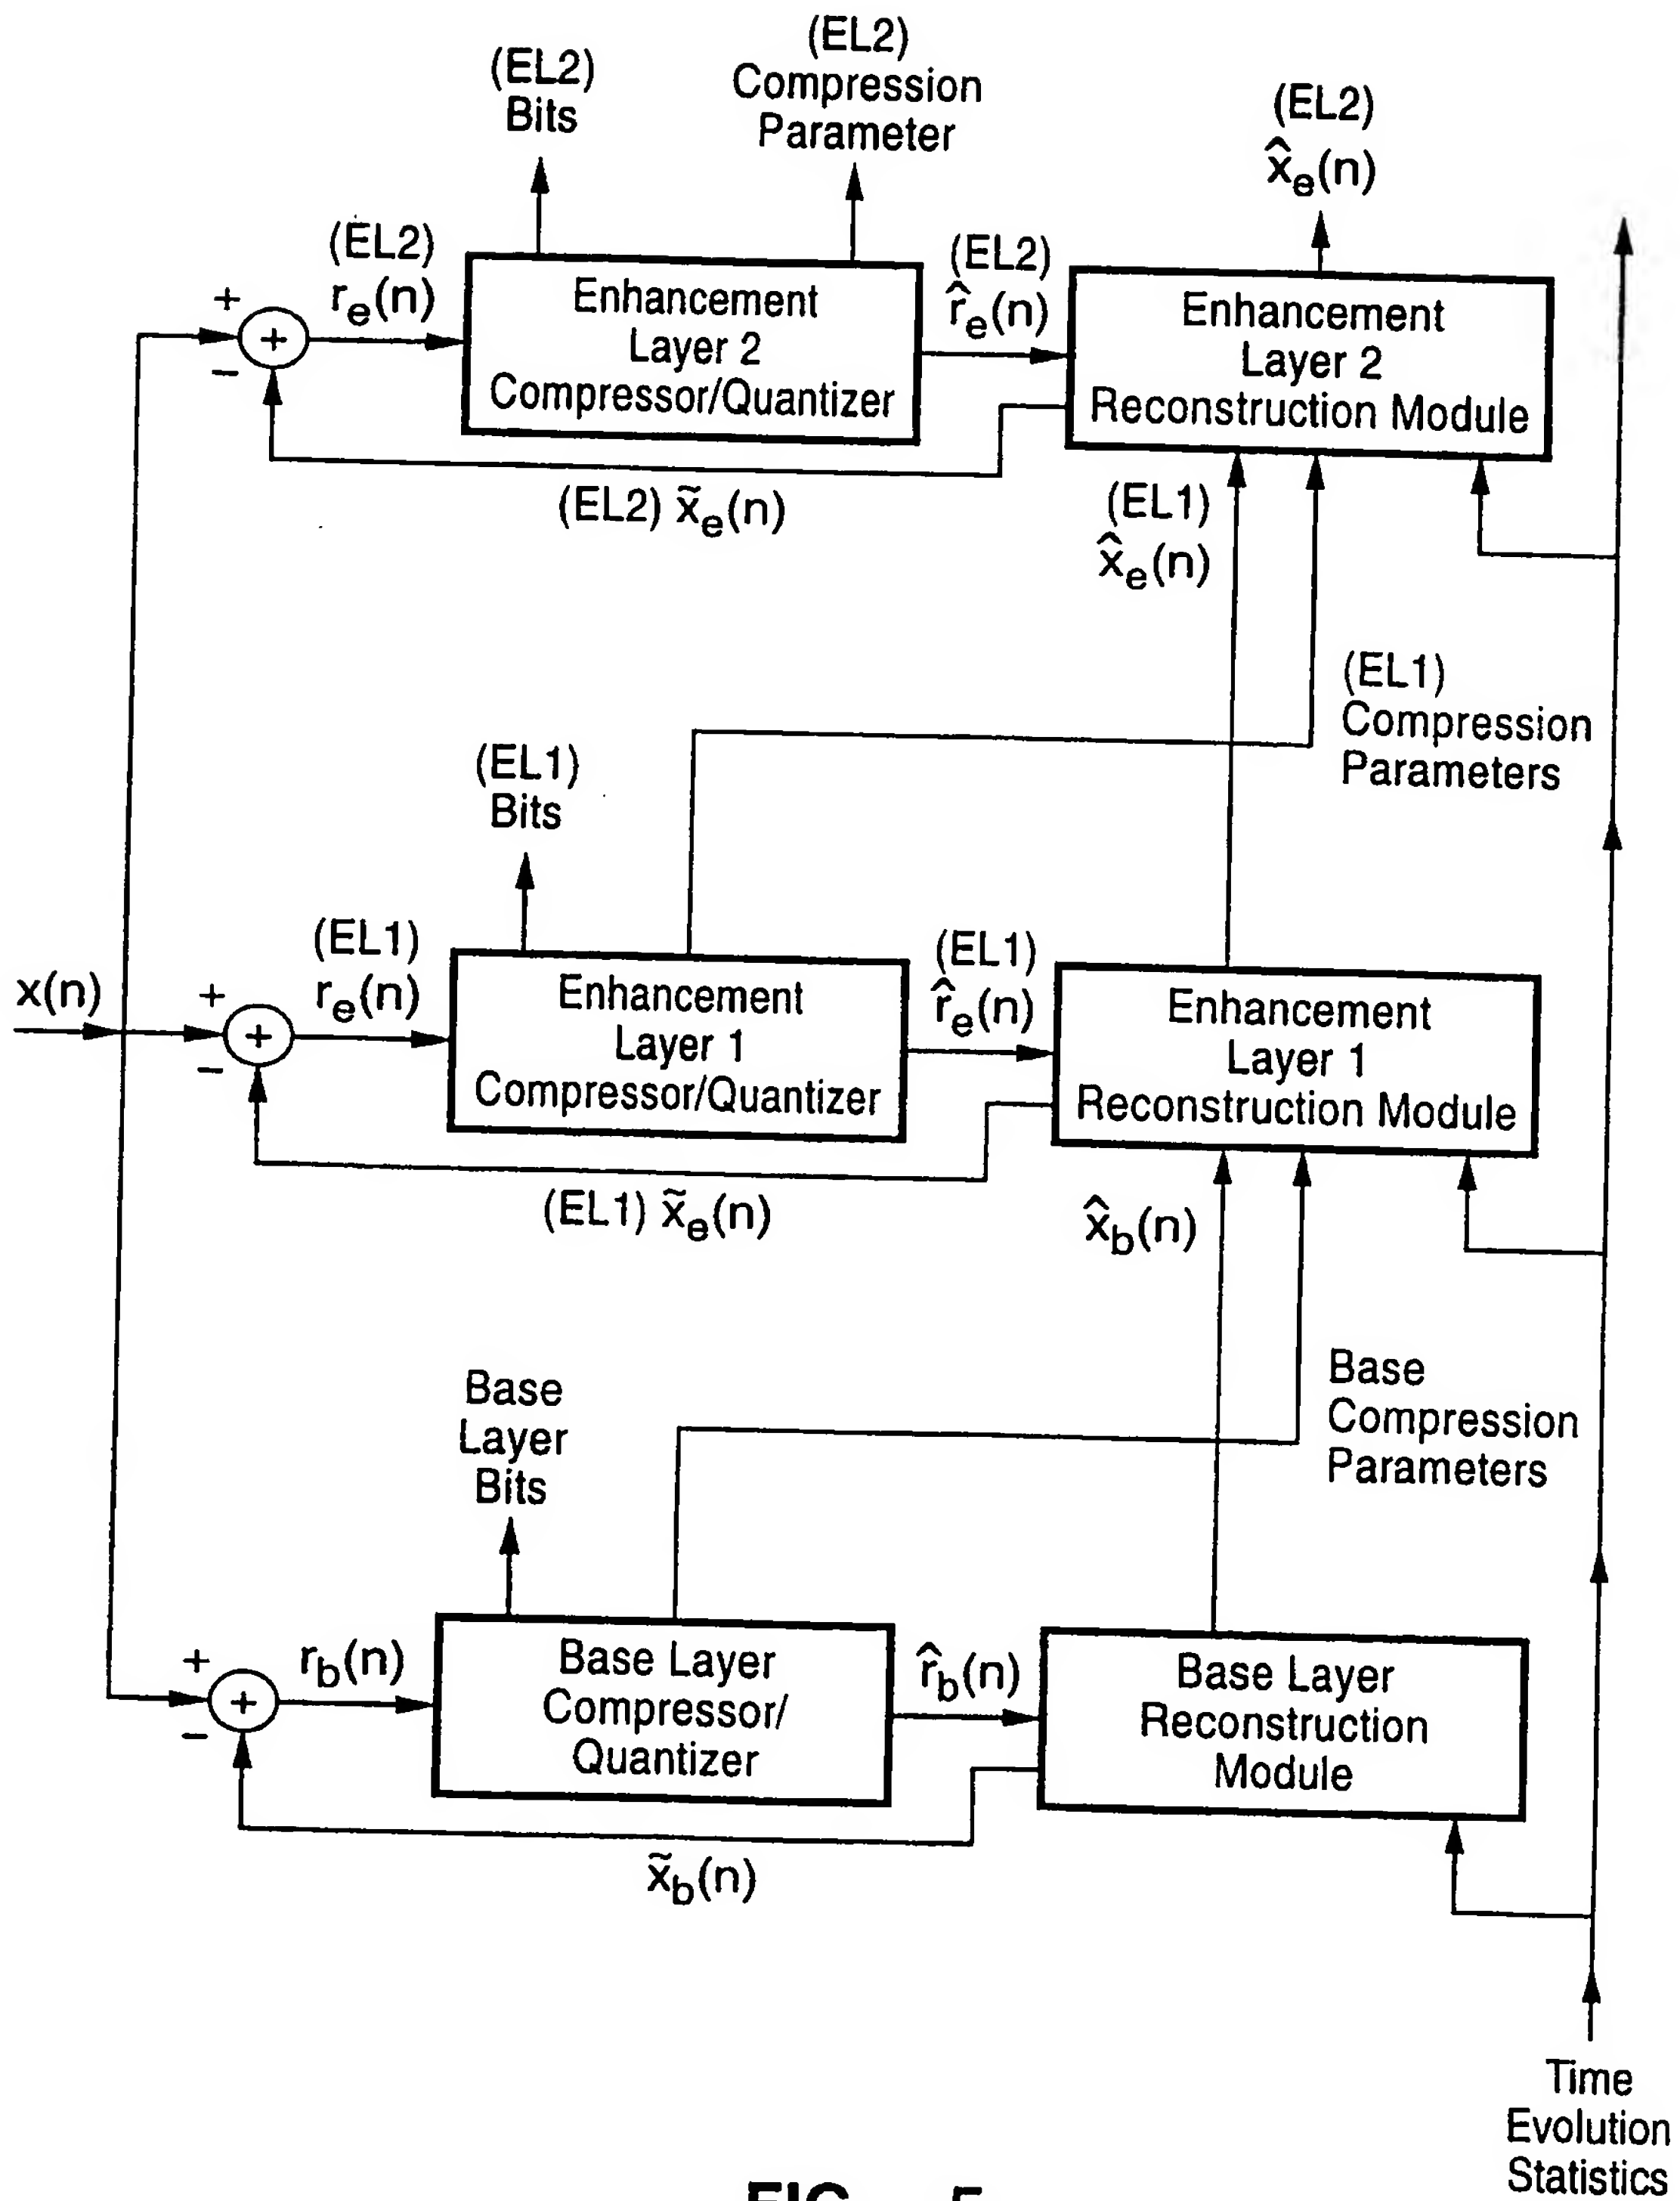 (EL2)
Bits
(EL2)
Compression
Parameter
(EL2)
x̂e(n)
(EL2)
re(n)
+
+
−
Enhancement
Layer 2
Compressor/Quantizer
(EL2)
r̂e(n)
Enhancement
Layer 2
Reconstruction Module
(EL2) x̃e(n)
(EL1)
x̂e(n)
(EL1)
Compression
Parameters
(EL1)
Bits
x(n)
(EL1)
re(n)
+
+
−
Enhancement
Layer 1
Compressor/Quantizer
(EL1)
r̂e(n)
Enhancement
Layer 1
Reconstruction Module
(EL1) x̃e(n)
x̂b(n)
Base
Compression
Parameters
Base
Layer
Bits
+
+
−
rb(n)
Base Layer
Compressor/
Quantizer
r̂b(n)
Base Layer
Reconstruction
Module
x̃b(n)
Time
Evolution
Statistics
FIG. 5